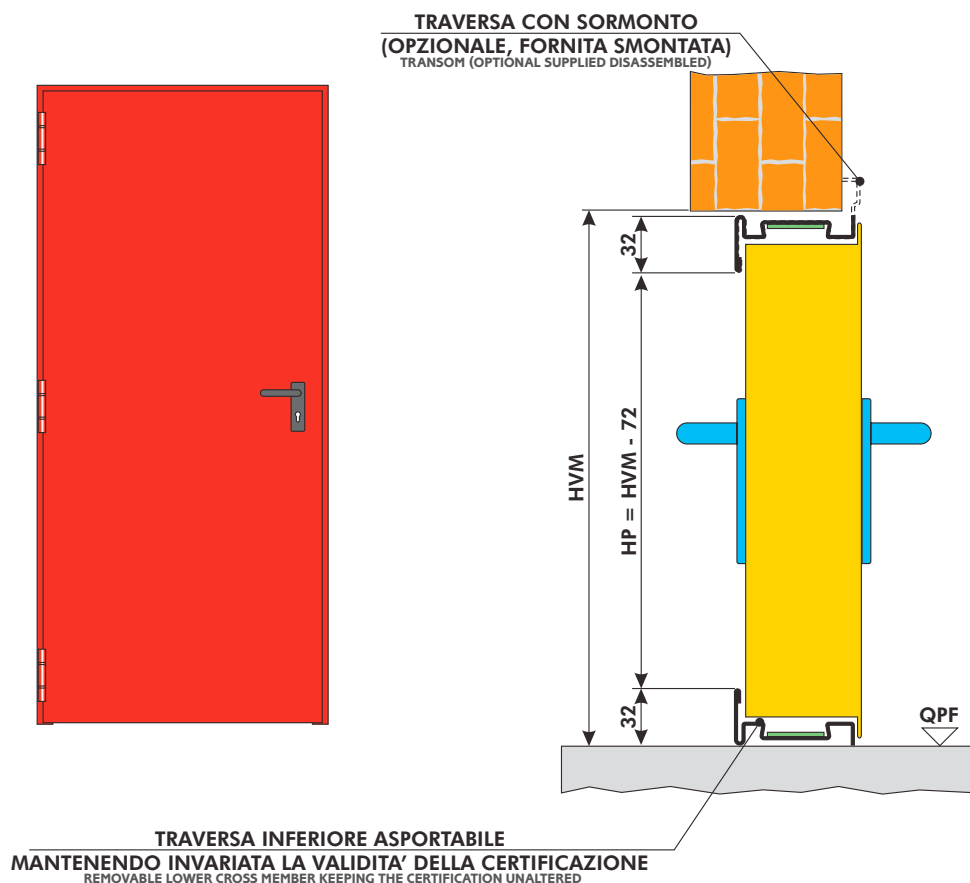 TRAVERSA CON SORMONTO
(OPZIONALE, FORNITA SMONTATA)
TRANSOM (OPTIONAL SUPPLIED DISASSEMBLED)
32
HVM
HP = HVM - 72
32
QPF
TRAVERSA INFERIORE ASPORTABILE
MANTENENDO INVARIATA LA VALIDITA' DELLA CERTIFICAZIONE
REMOVABLE LOWER CROSS MEMBER KEEPING THE CERTIFICATION UNALTERED